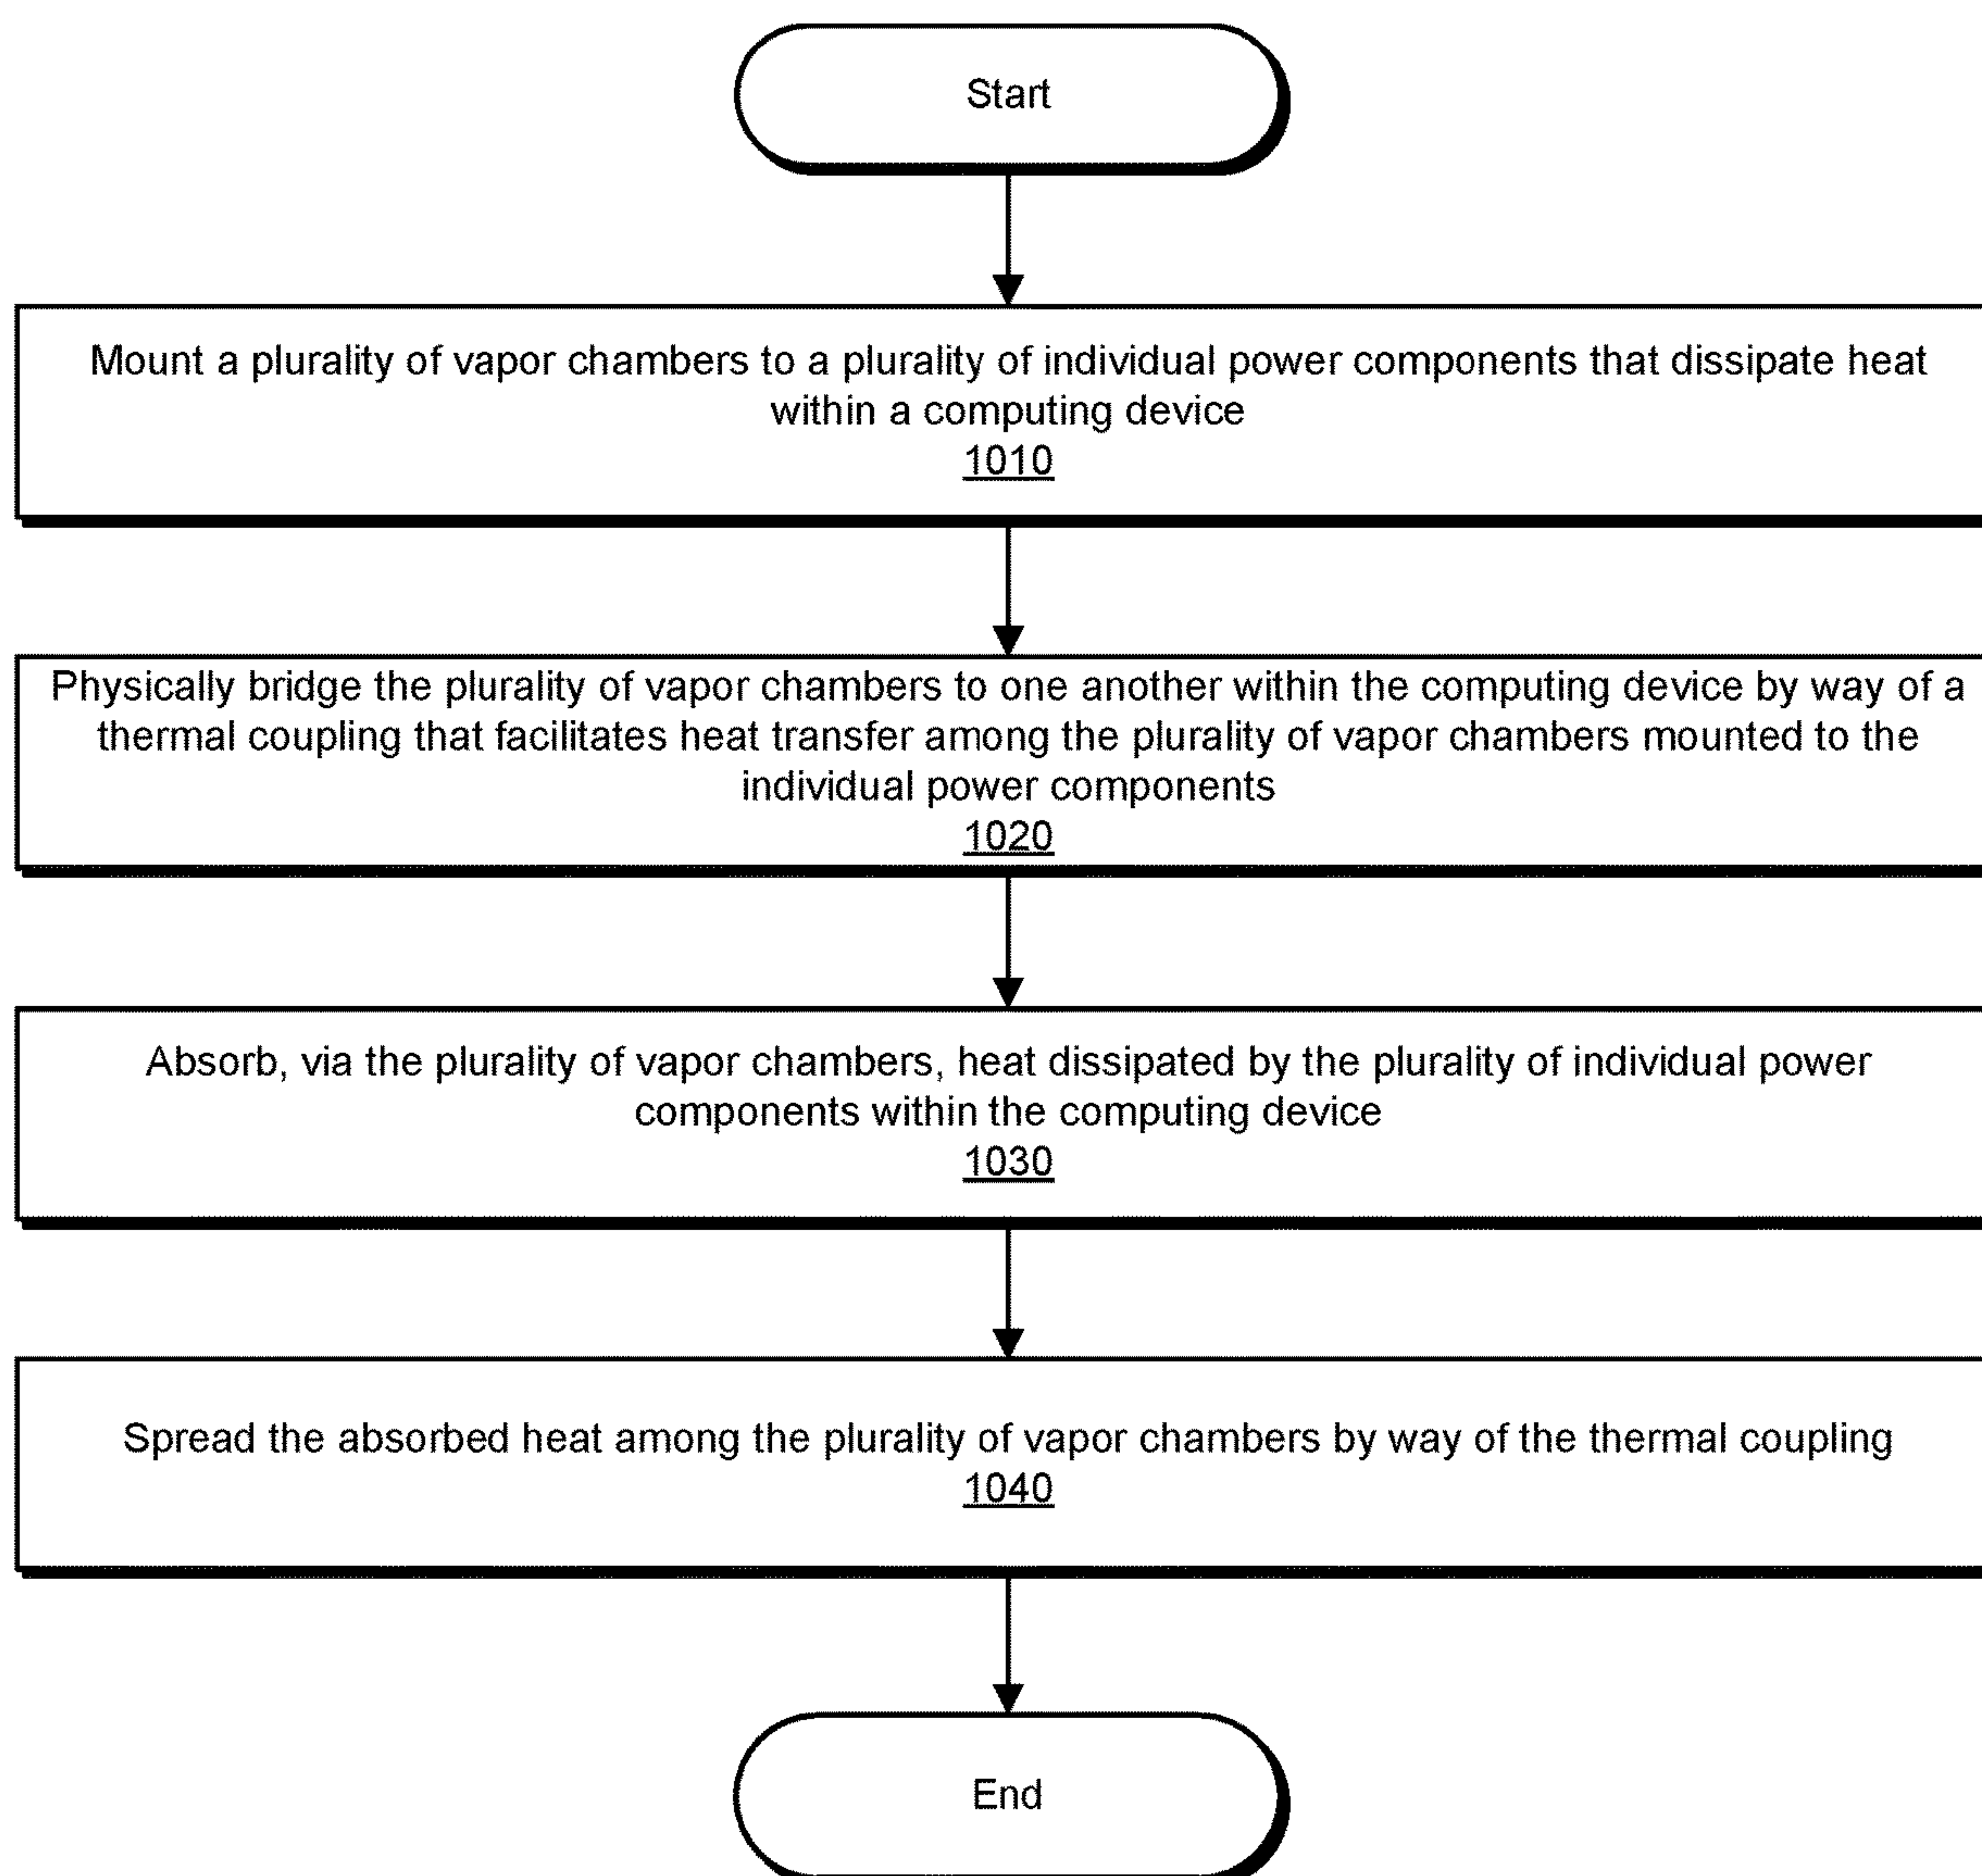 Start
Mount a plurality of vapor chambers to a plurality of individual power components that dissipate heat
within a computing device
1010
Physically bridge the plurality of vapor chambers to one another within the computing device by way of a
thermal coupling that facilitates heat transfer among the plurality of vapor chambers mounted to the
individual power components
1020
Absorb, via the plurality of vapor chambers, heat dissipated by the plurality of individual power
components within the computing device
1030
Spread the absorbed heat among the plurality of vapor chambers by way of the thermal coupling
1040
End